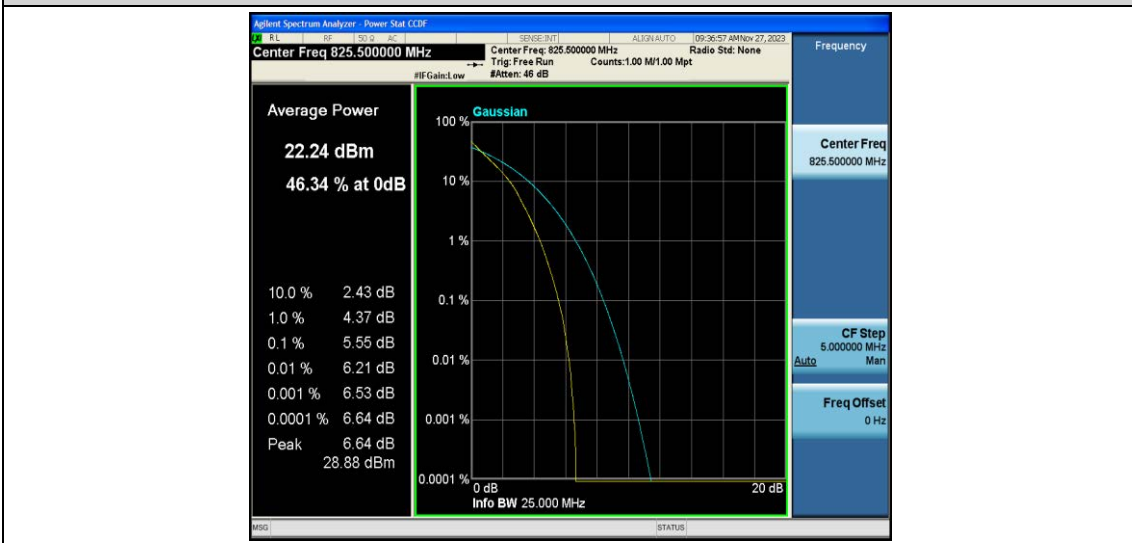 Agilent Spectrum Analyzer - Power Stat CCDF
LXI RL RF 50 Ω AC SENSE:INT ALIGNAUTO 09:36:57 AMNov 27, 2023
Center Freq 825.500000 MHz
Center Freq: 825.500000 MHz Radio Std: None
Trig: Free Run Counts:1.00 M/1.00 Mpt
#IFGain:Low #Atten: 46 dB
Frequency
Average Power
22.24 dBm
46.34 % at 0dB
10.0 % 2.43 dB
1.0 % 4.37 dB
0.1 % 5.55 dB
0.01 % 6.21 dB
0.001 % 6.53 dB
0.0001 % 6.64 dB
Peak 6.64 dB
28.88 dBm
Gaussian
100 %
10 %
1 %
0.1 %
0.01 %
0.001 %
0.0001 %
0 dB 20 dB
Info BW 25.000 MHz
Center Freq
825.500000 MHz
CF Step
5.000000 MHz
Auto Man
Freq Offset
0 Hz
MSG STATUS